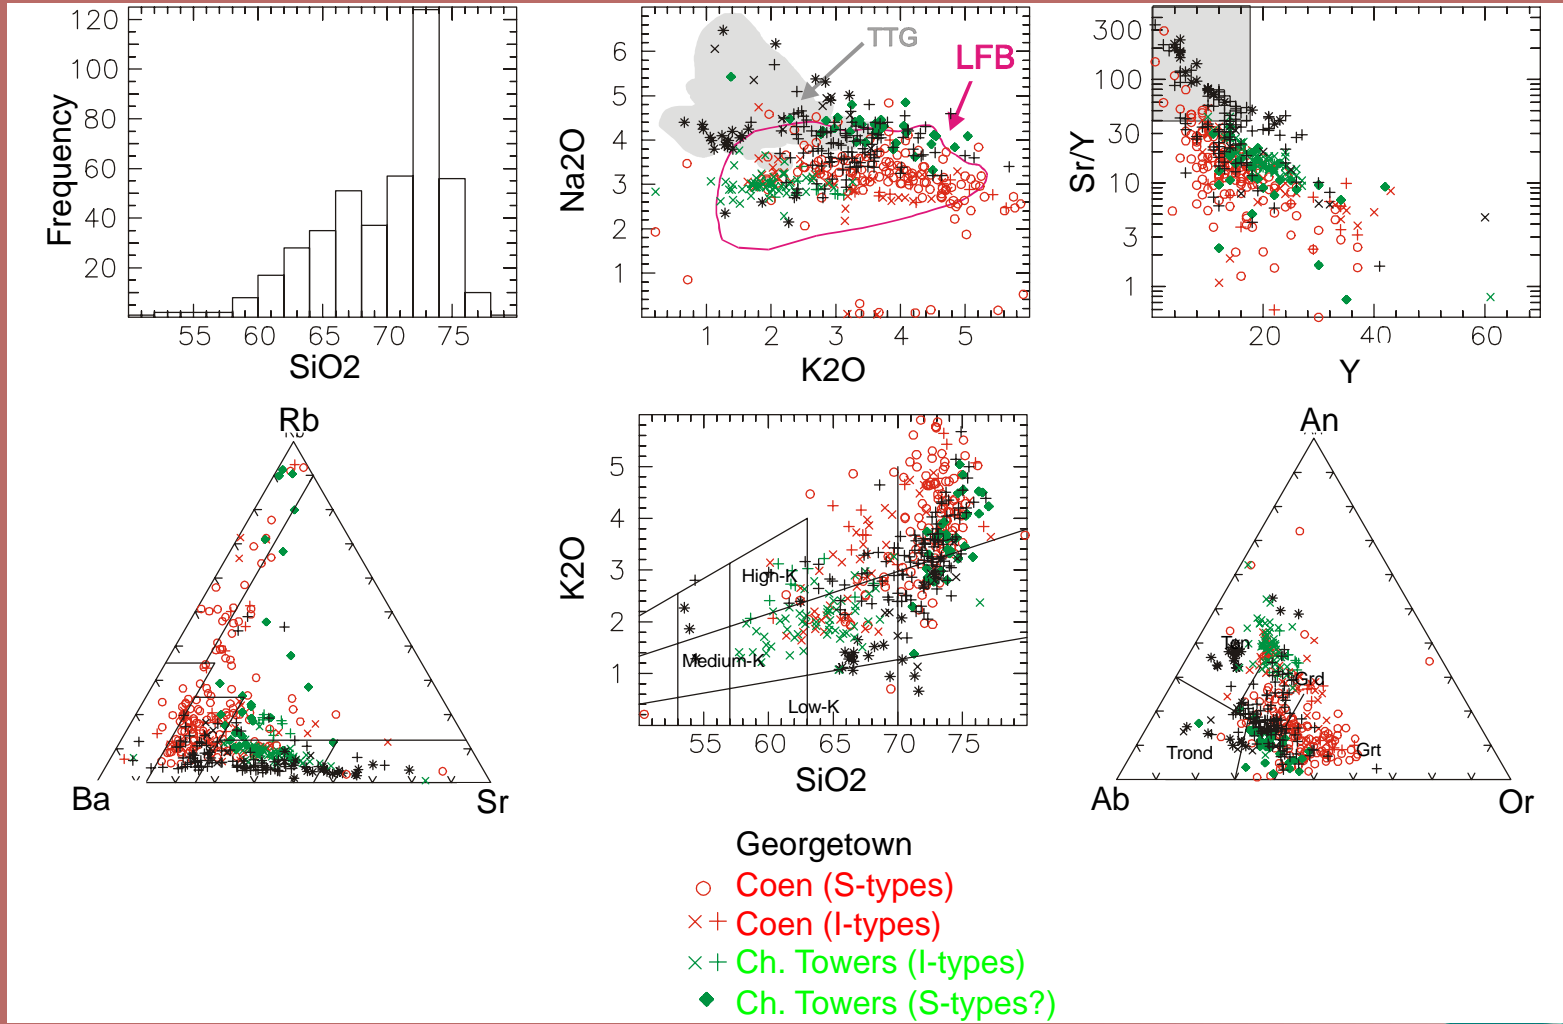 120
100
80
60
40
20
Frequency
55 60 65 70 75
SiO2
6
5
4
3
2
1
Na2O
TTG
LFB
1 2 3 4 5
K2O
300
100
30
10
3
1
Sr/Y
20 40 60
Y
Rb
Ba
Sr
5
4
3
2
1
K2O
High-K
Medium-K
Low-K
55 60 65 70 75
SiO2
An
Ton
Grd
Trond
Grt
Ab
Or
Georgetown
Coen (S-types)
Coen (I-types)
Ch. Towers (I-types)
Ch. Towers (S-types?)